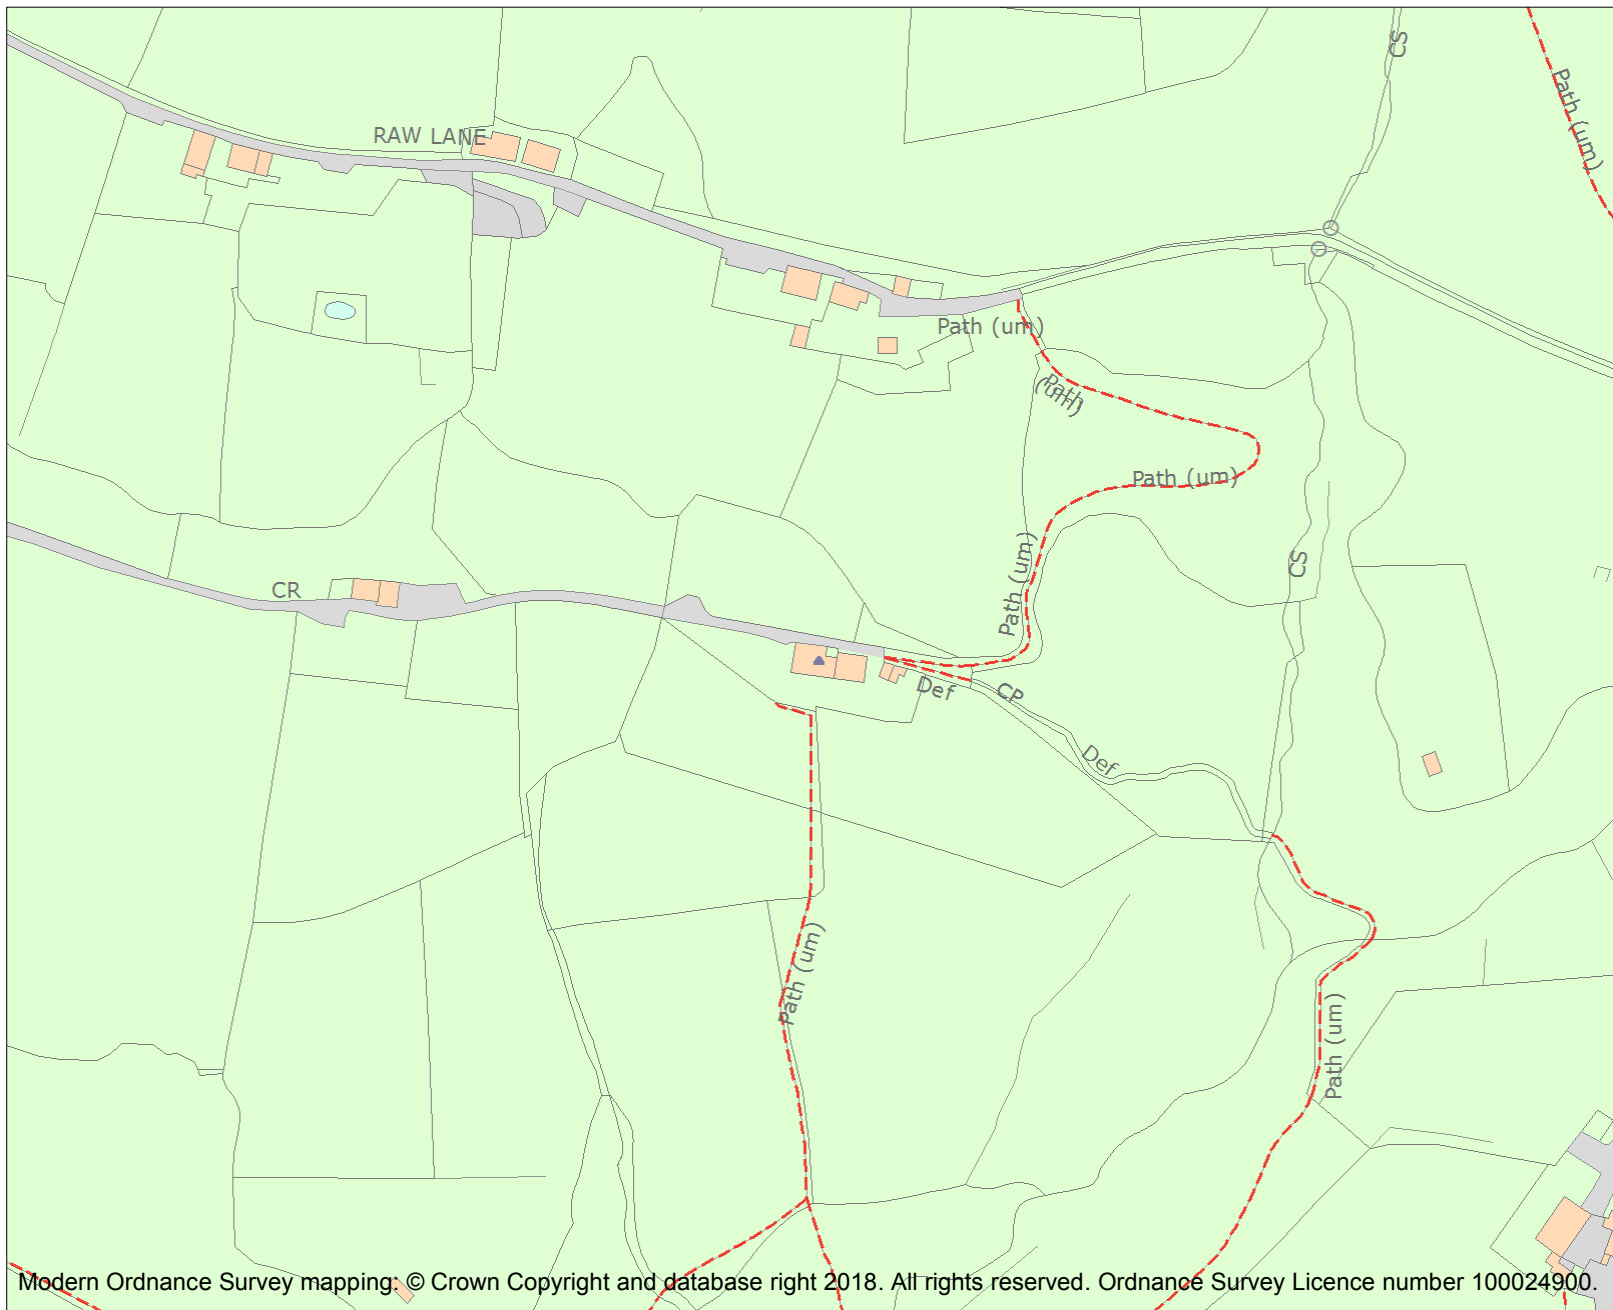 CS
Path (um)
RAW LANE
Path (um)
Path
(um)
Path (um)
Path (um)
CS
CR
Def
CP
Def
Path (um)
Path (um)
Modern Ordnance Survey mapping: © Crown Copyright and database right 2018. All rights reserved. Ordnance Survey Licence number 100024900.